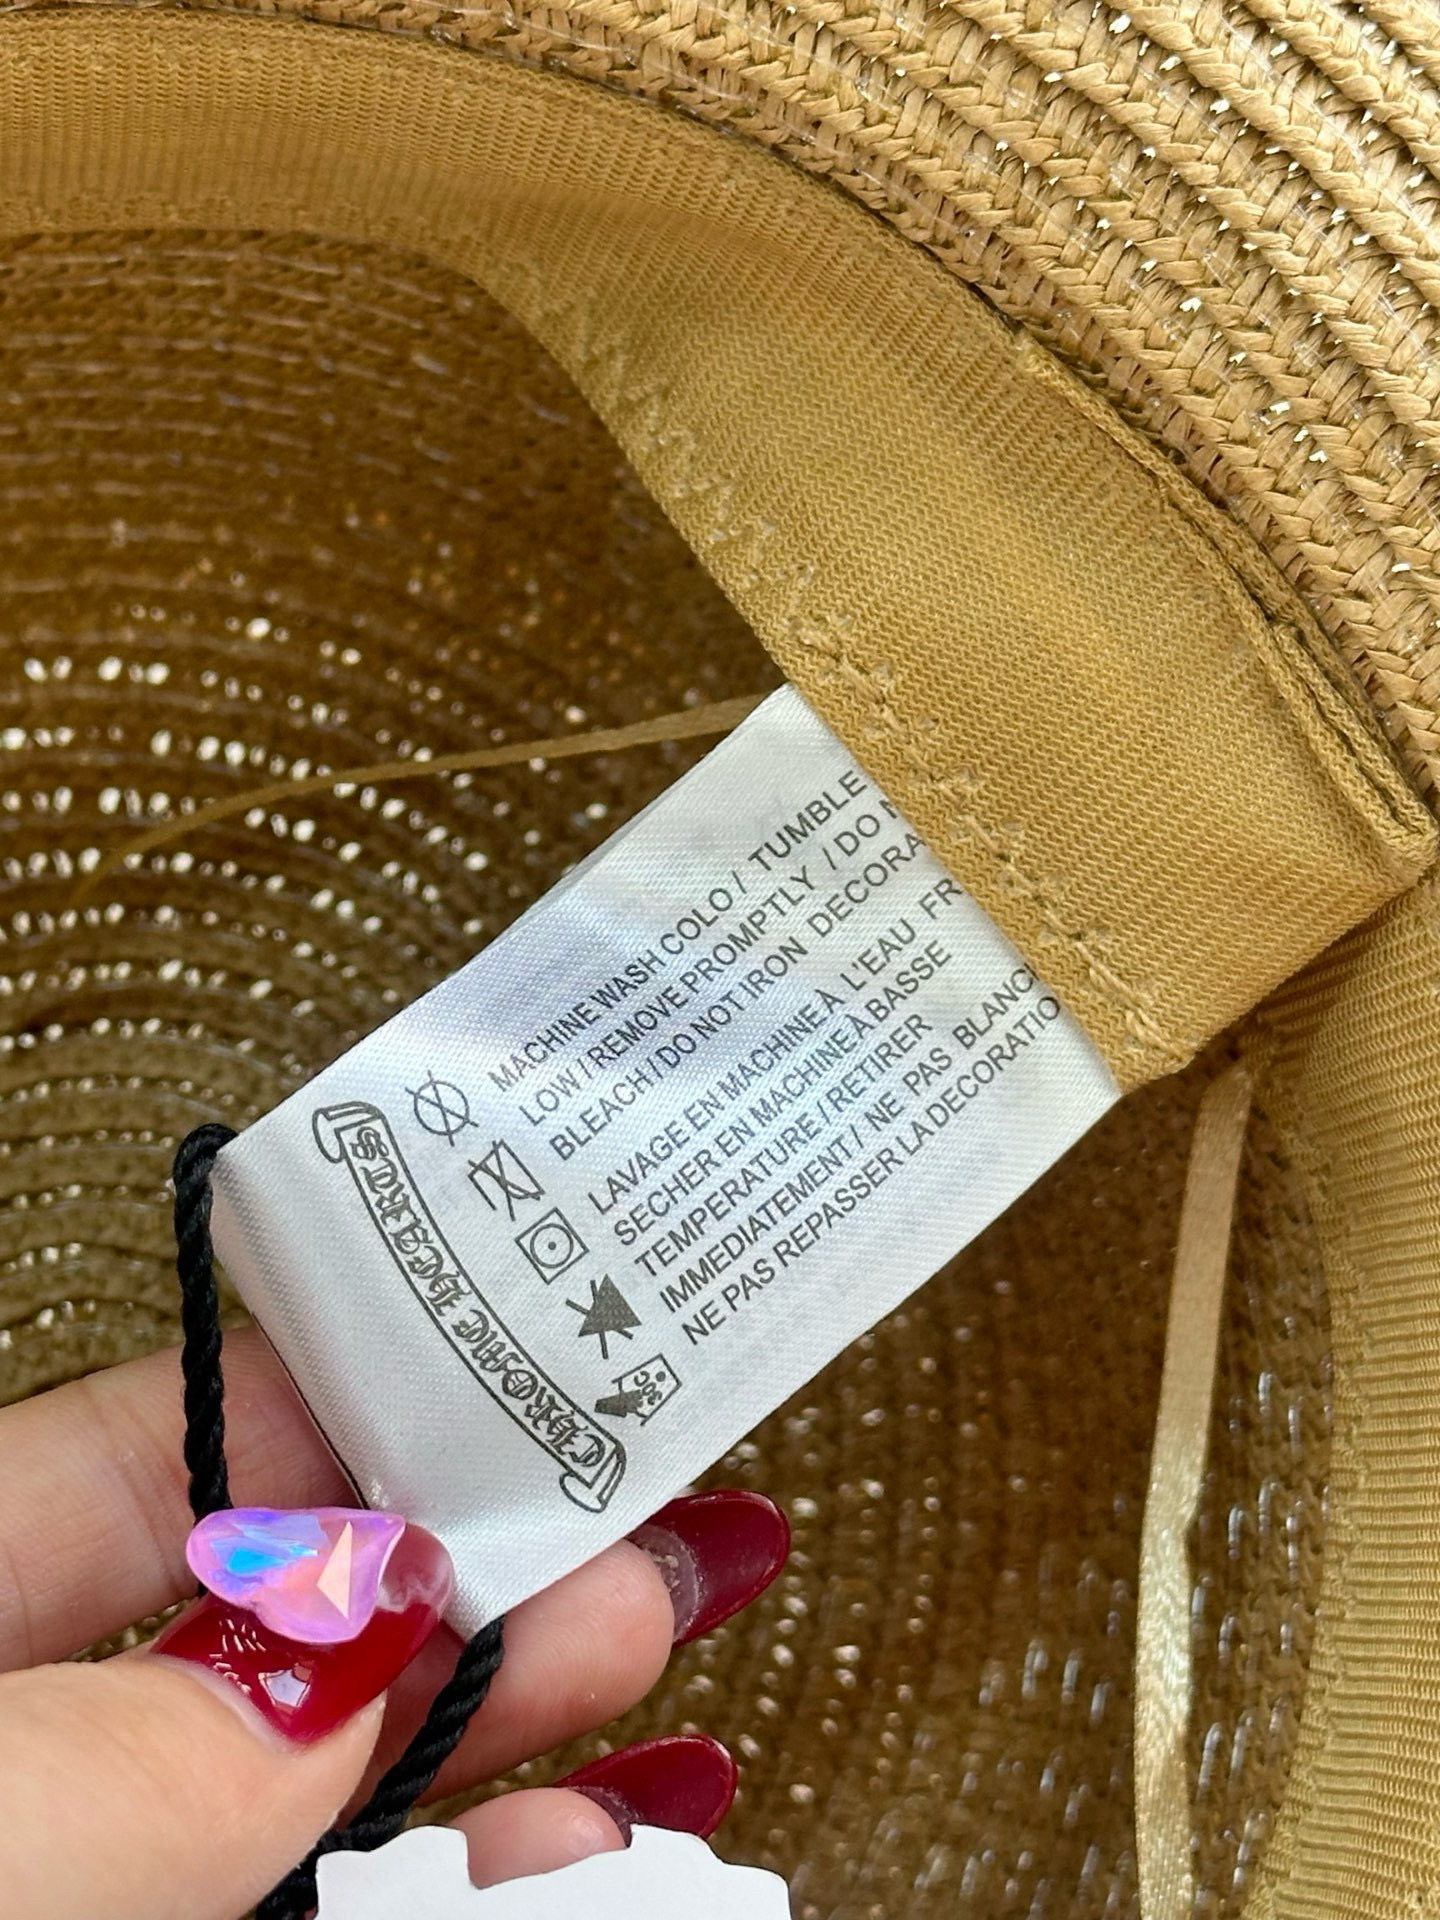 MACHINE WASH COLO / TUMBLE
LOW / REMOVE PROMPTLY / DO N
BLEACH / DO NOT IRON DECORA
LAVAGE EN MACHINE À L'EAU FR
SECHER EN MACHINE À BASSE
TEMPERATURE / RETIRER
IMMEDIATEMENT / NE PAS BLANC
NE PAS REPASSER LA DECORATIO
CHROME HEARTS